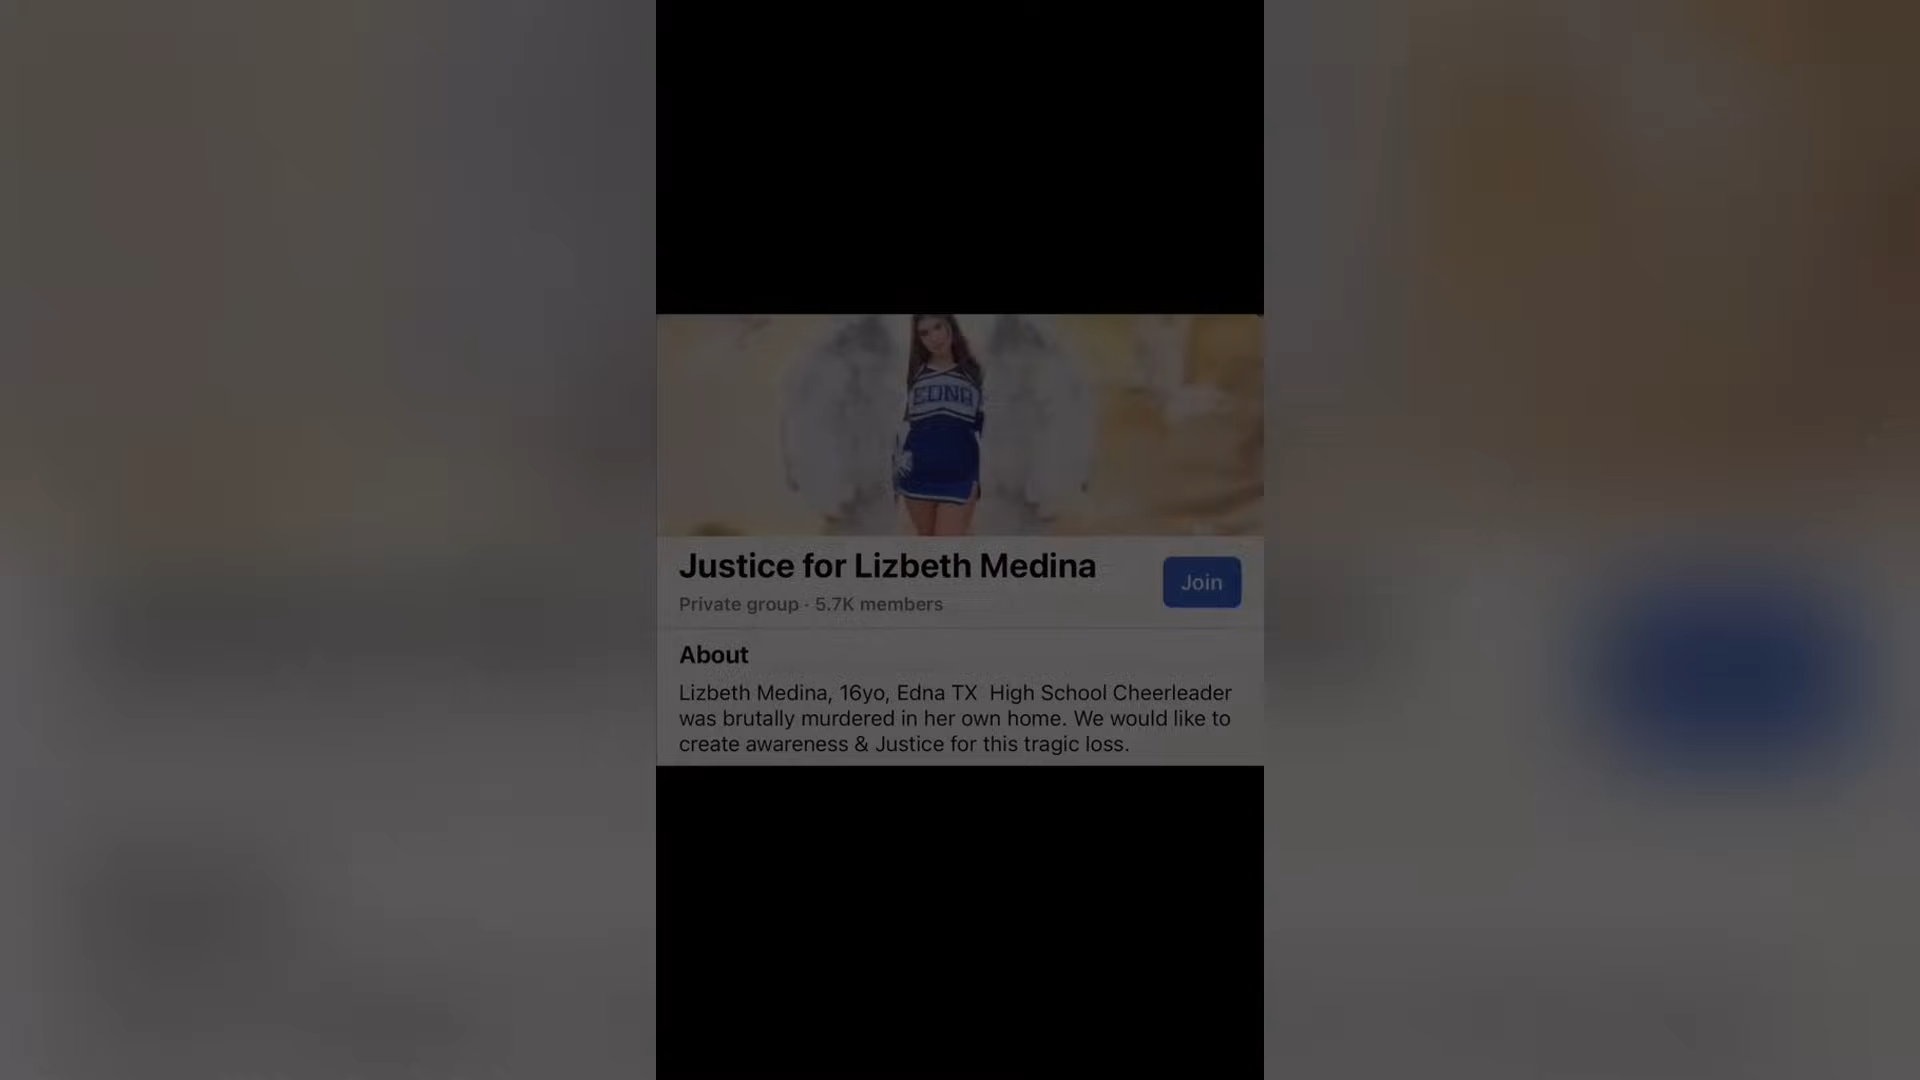 EDNA
Justice for Lizbeth Medina
Join
Private group · 5.7K members
About
Lizbeth Medina, 16yo, Edna TX  High School Cheerleader
was brutally murdered in her own home. We would like to
create awareness & Justice for this tragic loss.